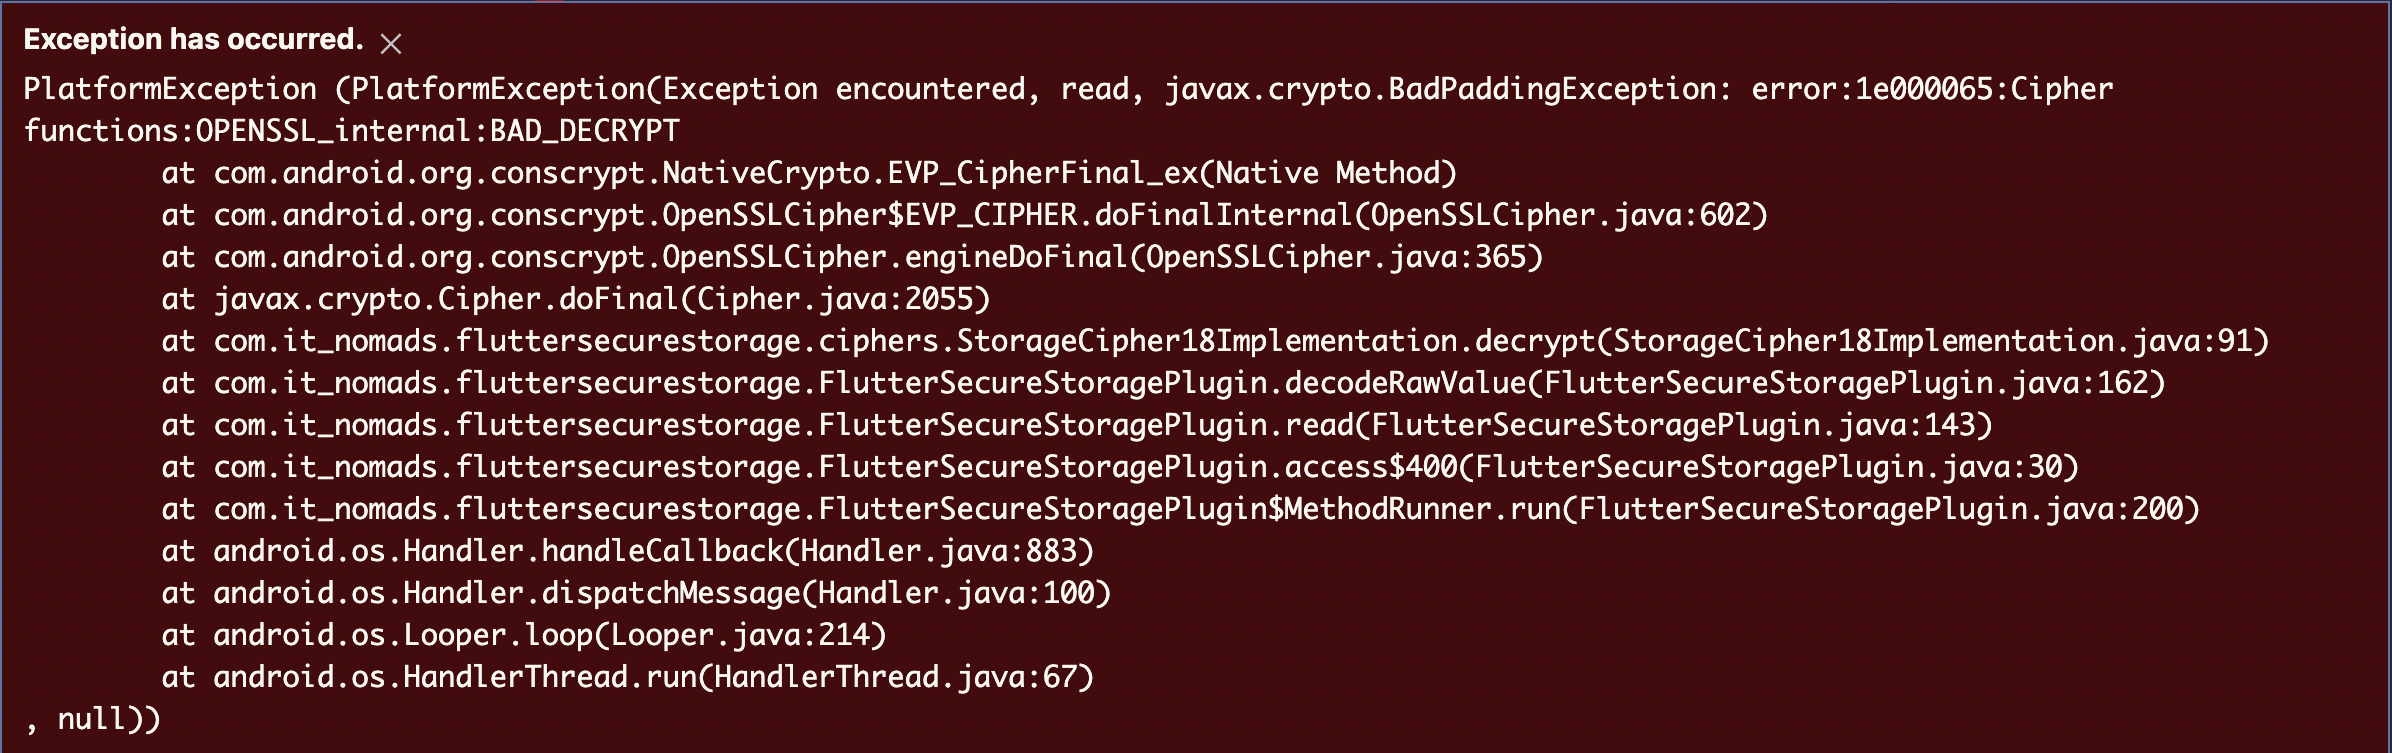 Exception has occurred. ×
PlatformException (PlatformException(Exception encountered, read, javax.crypto.BadPaddingException: error:1e000065:Cipher
functions:OPENSSL_internal:BAD_DECRYPT
at com.android.org.conscrypt.NativeCrypto.EVP_CipherFinal_ex(Native Method)
at com.android.org.conscrypt.OpenSSLCipher$EVP_CIPHER.doFinalInternal(OpenSSLCipher.java:602)
at com.android.org.conscrypt.OpenSSLCipher.engineDoFinal(OpenSSLCipher.java:365)
at javax.crypto.Cipher.doFinal(Cipher.java:2055)
at com.it_nomads.fluttersecurestorage.ciphers.StorageCipher18Implementation.decrypt(StorageCipher18Implementation.java:91)
at com.it_nomads.fluttersecurestorage.FlutterSecureStoragePlugin.decodeRawValue(FlutterSecureStoragePlugin.java:162)
at com.it_nomads.fluttersecurestorage.FlutterSecureStoragePlugin.read(FlutterSecureStoragePlugin.java:143)
at com.it_nomads.fluttersecurestorage.FlutterSecureStoragePlugin.access$400(FlutterSecureStoragePlugin.java:30)
at com.it_nomads.fluttersecurestorage.FlutterSecureStoragePlugin$MethodRunner.run(FlutterSecureStoragePlugin.java:200)
at android.os.Handler.handleCallback(Handler.java:883)
at android.os.Handler.dispatchMessage(Handler.java:100)
at android.os.Looper.loop(Looper.java:214)
at android.os.HandlerThread.run(HandlerThread.java:67)
, null))